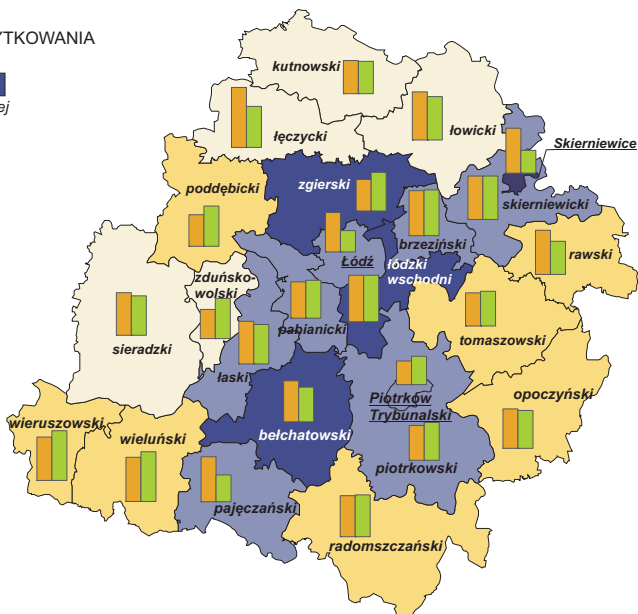 YTKOWANIA
ej
kutnowski
łęczycki
łowicki
Skierniewice
poddębicki
zgierski
skierniewicki
brzeziński
rawski
Łódź
łódzki
wschodni
zduńsko-
wolski
pabianicki
tomaszowski
sieradzki
łaski
Piotrków
Trybunalski
opoczyński
wieruszowski
wieluński
bełchatowski
piotrkowski
pajęczański
radomszczański